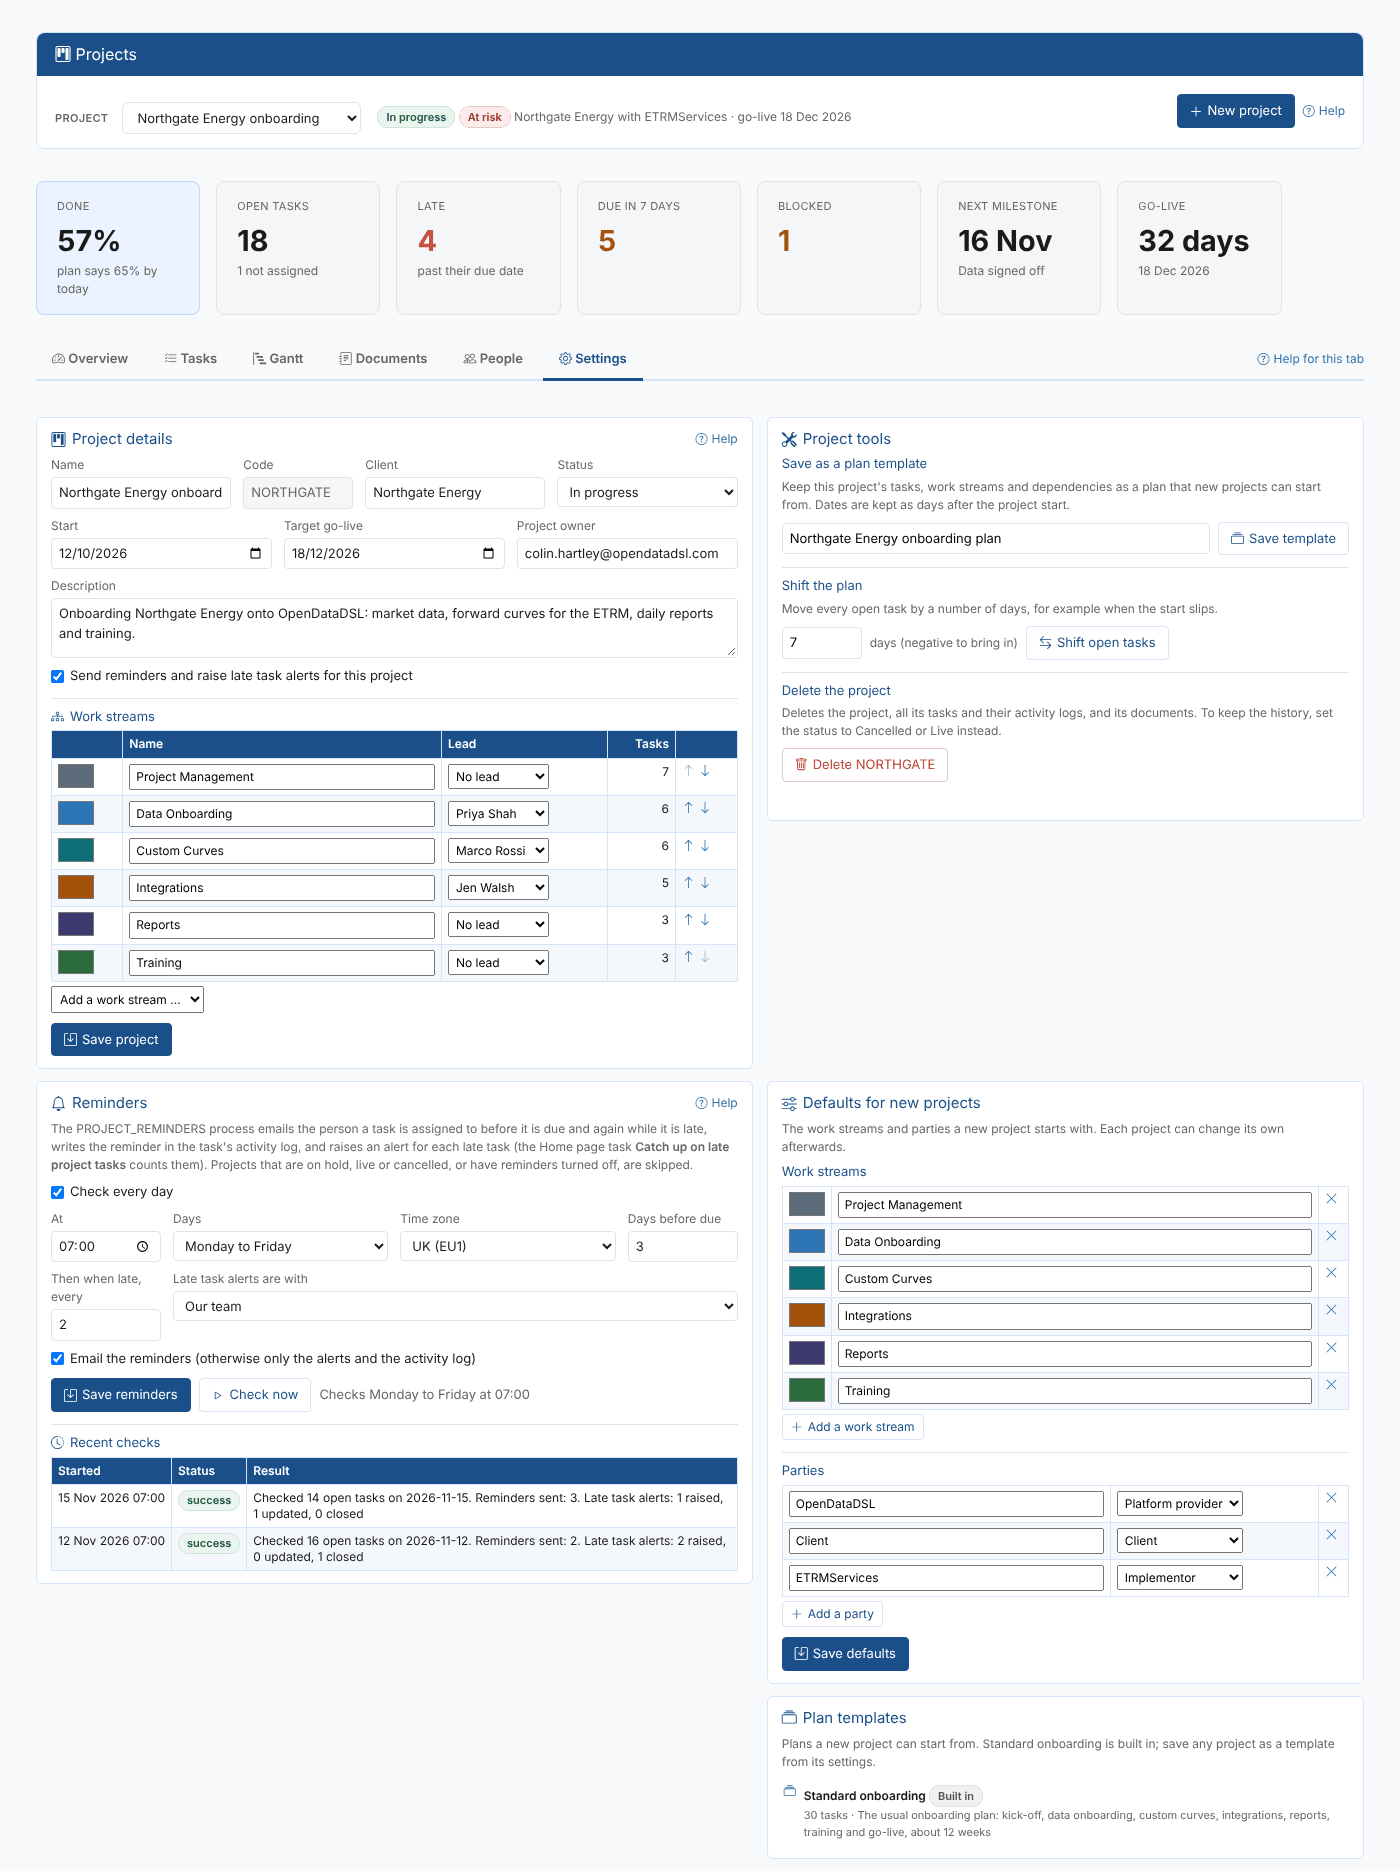 Projects
PROJECT
Northgate Energy onboarding
In progress
At risk
Northgate Energy with ETRMServices · go-live 18 Dec 2026
New project
Help
DONE
57%
plan says 65% by
today
OPEN TASKS
18
1 not assigned
LATE
4
past their due date
DUE IN 7 DAYS
5
BLOCKED
1
NEXT MILESTONE
16 Nov
Data signed off
GO-LIVE
32 days
18 Dec 2026
Overview
Tasks
Gantt
Documents
People
Settings
Help for this tab
Project details
Help
Name
Code
Client
Status
Northgate Energy onboard
NORTHGATE
Northgate Energy
In progress
Start
Target go-live
Project owner
12/10/2026
18/12/2026
colin.hartley@opendatadsl.com
Description
Onboarding Northgate Energy onto OpenDataDSL: market data, forward curves for the ETRM, daily reports
and training.
Send reminders and raise late task alerts for this project
Work streams
Name
Lead
Tasks
Project Management
No lead
7
Data Onboarding
Priya Shah
6
Custom Curves
Marco Rossi
6
Integrations
Jen Walsh
5
Reports
No lead
3
Training
No lead
3
Add a work stream ...
Save project
Project tools
Save as a plan template
Keep this project's tasks, work streams and dependencies as a plan that new projects can start
from. Dates are kept as days after the project start.
Northgate Energy onboarding plan
Save template
Shift the plan
Move every open task by a number of days, for example when the start slips.
7
days (negative to bring in)
Shift open tasks
Delete the project
Deletes the project, all its tasks and their activity logs, and its documents. To keep the history, set
the status to Cancelled or Live instead.
Delete NORTHGATE
Reminders
Help
The PROJECT_REMINDERS process emails the person a task is assigned to before it is due and again while it is late,
writes the reminder in the task's activity log, and raises an alert for each late task (the Home page task Catch up on late
project tasks counts them). Projects that are on hold, live or cancelled, or have reminders turned off, are skipped.
Check every day
At
Days
Time zone
Days before due
07:00
Monday to Friday
UK (EU1)
3
Then when late,
every
Late task alerts are with
2
Our team
Email the reminders (otherwise only the alerts and the activity log)
Save reminders
Check now
Checks Monday to Friday at 07:00
Recent checks
Started
Status
Result
15 Nov 2026 07:00
success
Checked 14 open tasks on 2026-11-15. Reminders sent: 3. Late task alerts: 1 raised,
1 updated, 0 closed
12 Nov 2026 07:00
success
Checked 16 open tasks on 2026-11-12. Reminders sent: 2. Late task alerts: 2 raised,
0 updated, 1 closed
Defaults for new projects
The work streams and parties a new project starts with. Each project can change its own
afterwards.
Work streams
Project Management
Data Onboarding
Custom Curves
Integrations
Reports
Training
Add a work stream
Parties
OpenDataDSL
Platform provider
Client
Client
ETRMServices
Implementor
Add a party
Save defaults
Plan templates
Plans a new project can start from. Standard onboarding is built in; save any project as a template
from its settings.
Standard onboarding
Built in
30 tasks · The usual onboarding plan: kick-off, data onboarding, custom curves, integrations, reports,
training and go-live, about 12 weeks